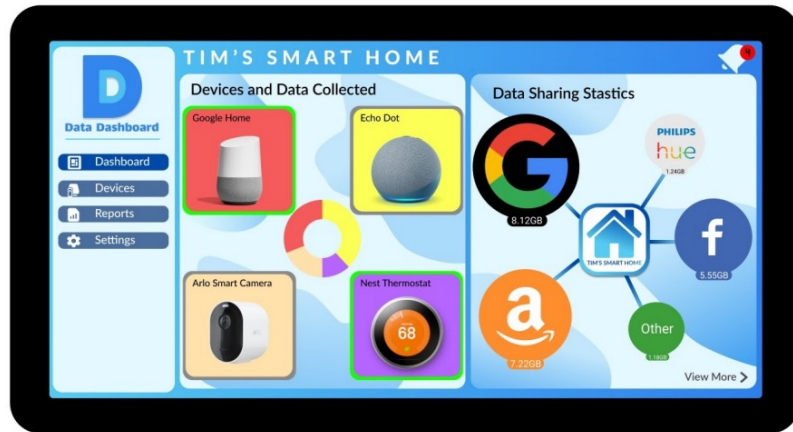 TIM'S SMART HOME
4
Data Dashboard
Dashboard
Devices
Reports
Settings
Devices and Data Collected
Google Home
Echo Dot
Arlo Smart Camera
Nest Thermostat
68
Data Sharing Stastics
8.12GB
PHILIPS
hue
1.24GB
TIM'S SMART HOME
f
5.55GB
a
7.22GB
Other
1.18GB
View More >